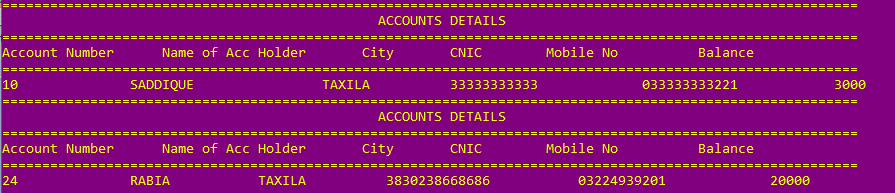 ===========================================================================================================
ACCOUNTS DETAILS
===========================================================================================================
Account Number      Name of Acc Holder       City       CNIC        Mobile No          Balance
===========================================================================================================
10              SADDIQUE                TAXILA          33333333333             033333333221            3000
===========================================================================================================
ACCOUNTS DETAILS
===========================================================================================================
Account Number      Name of Acc Holder       City       CNIC        Mobile No          Balance
===========================================================================================================
24              RABIA           TAXILA          3830238668686           03224939201             20000